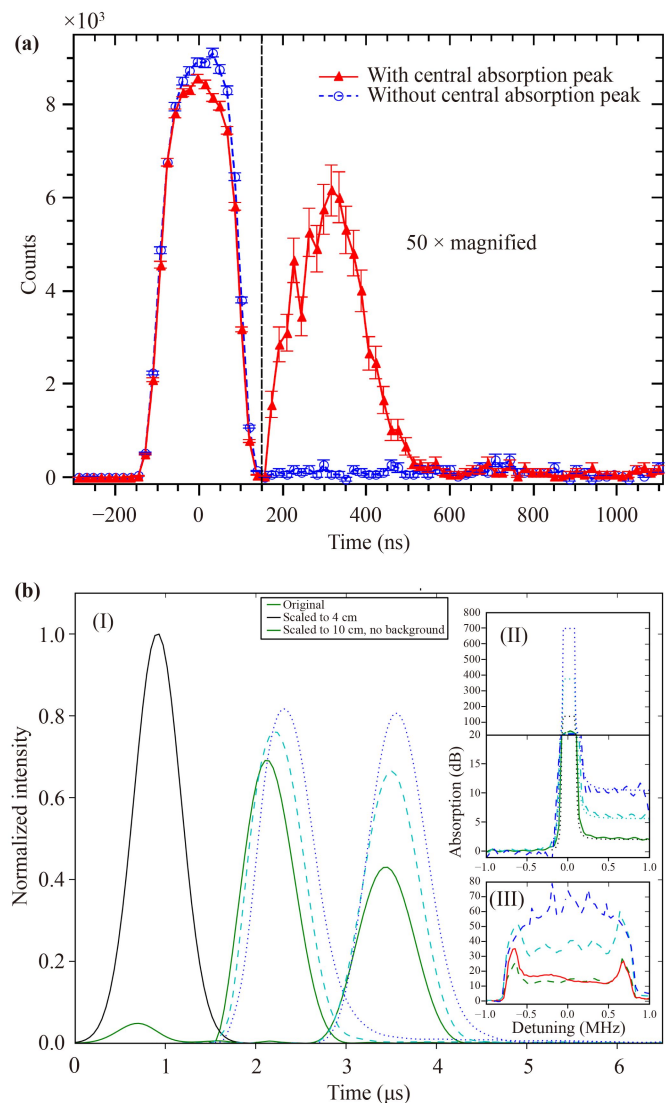 (a)
×10³
8
6
4
2
0
Counts
With central absorption peak
Without central absorption peak
50 × magnified
−200 0 200 400 600 800 1000
Time (ns)
(b)
(I)
Original
Scaled to 4 cm
Scaled to 10 cm, no background
1.0
0.8
0.6
0.4
0.2
0.0
Normalized intensity
0 1 2 3 4 5 6
Time (µs)
(II)
800
700
600
500
400
300
200
100
15
10
5
0
Absorption (dB)
−1.0 −0.5 0.0 0.5 1.0
(III)
80
70
60
50
40
30
20
10
0
−1.0 −0.5 0.0 0.5 1.0
Detuning (MHz)